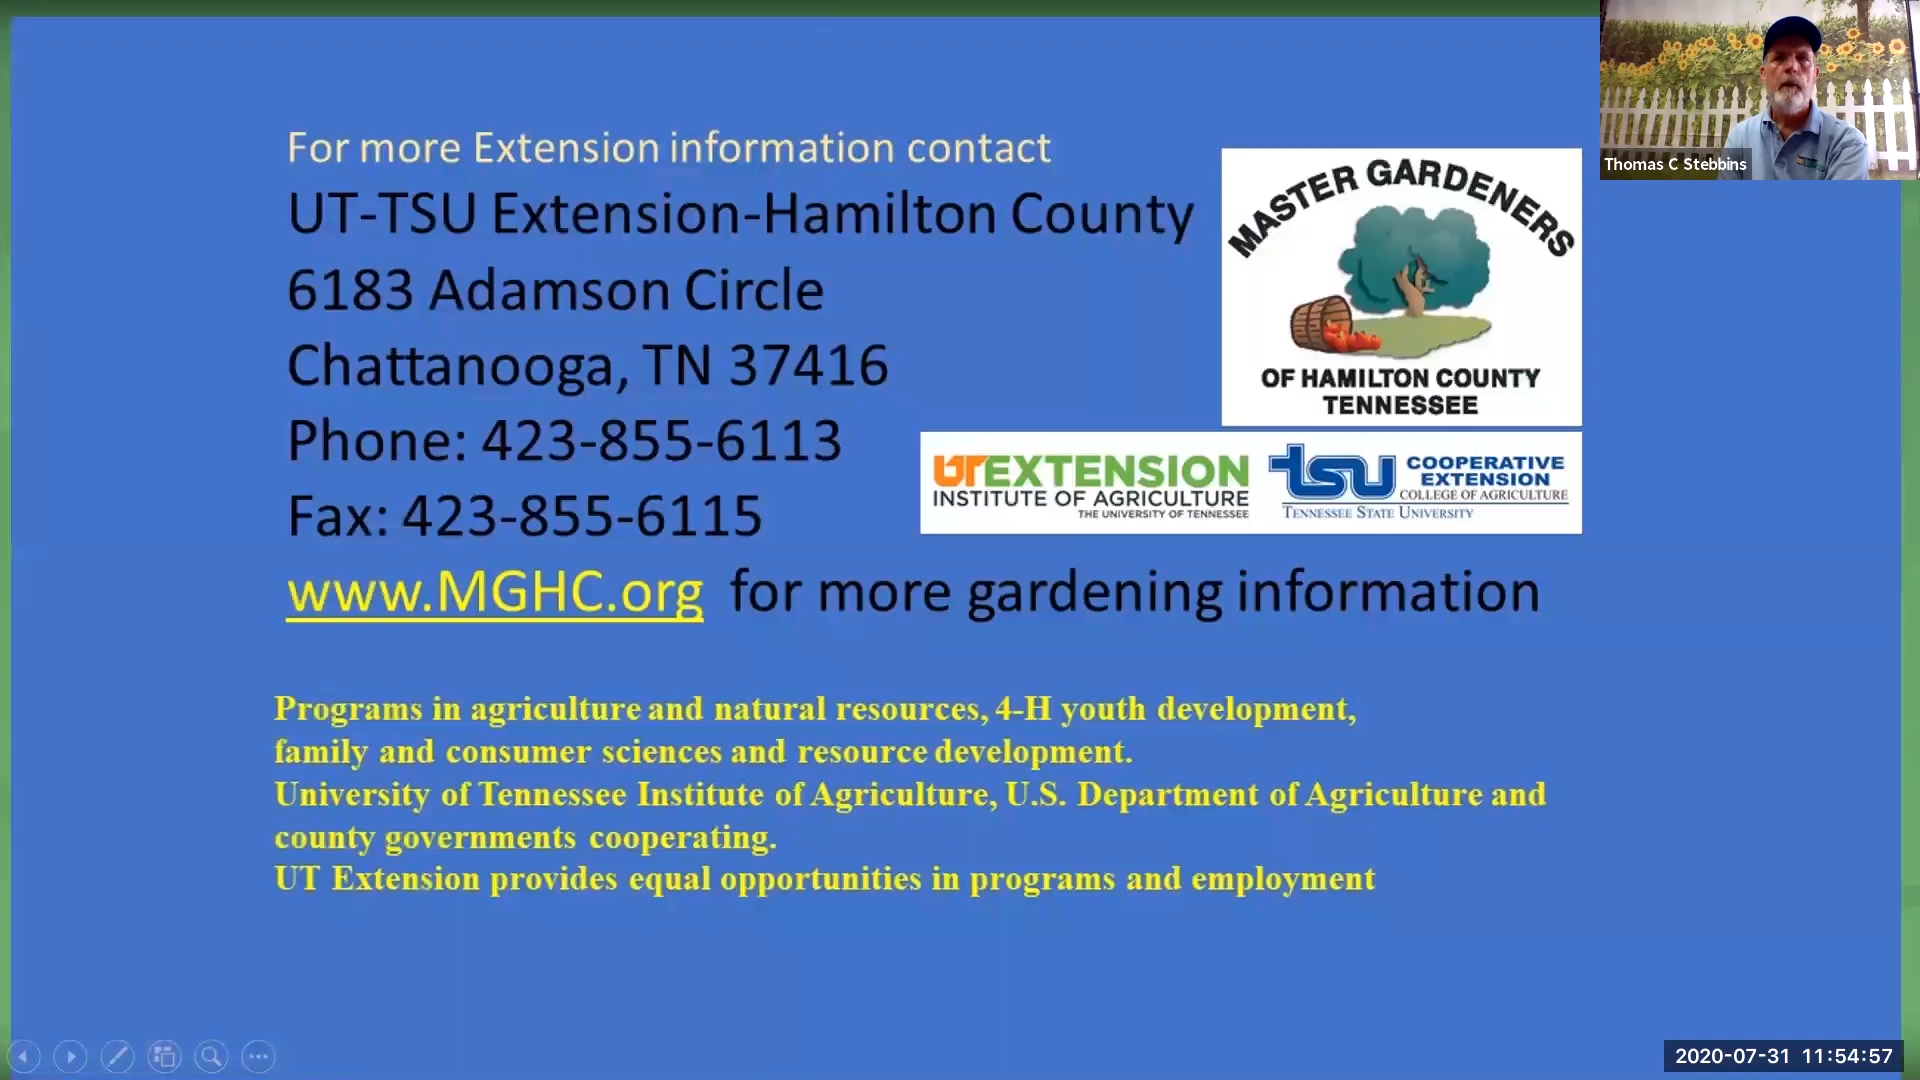 For more Extension information contact
UT-TSU Extension-Hamilton County
6183 Adamson Circle
Chattanooga, TN 37416
Phone: 423-855-6113
Fax: 423-855-6115
www.MGHC.org for more gardening information
MASTER GARDENERS
OF HAMILTON COUNTY
TENNESSEE
UT EXTENSION
INSTITUTE OF AGRICULTURE
THE UNIVERSITY OF TENNESSEE
tsu COOPERATIVE
EXTENSION
COLLEGE OF AGRICULTURE
TENNESSEE STATE UNIVERSITY
Programs in agriculture and natural resources, 4-H youth development,
family and consumer sciences and resource development.
University of Tennessee Institute of Agriculture, U.S. Department of Agriculture and
county governments cooperating.
UT Extension provides equal opportunities in programs and employment
Thomas C Stebbins
2020-07-31 11:54:57